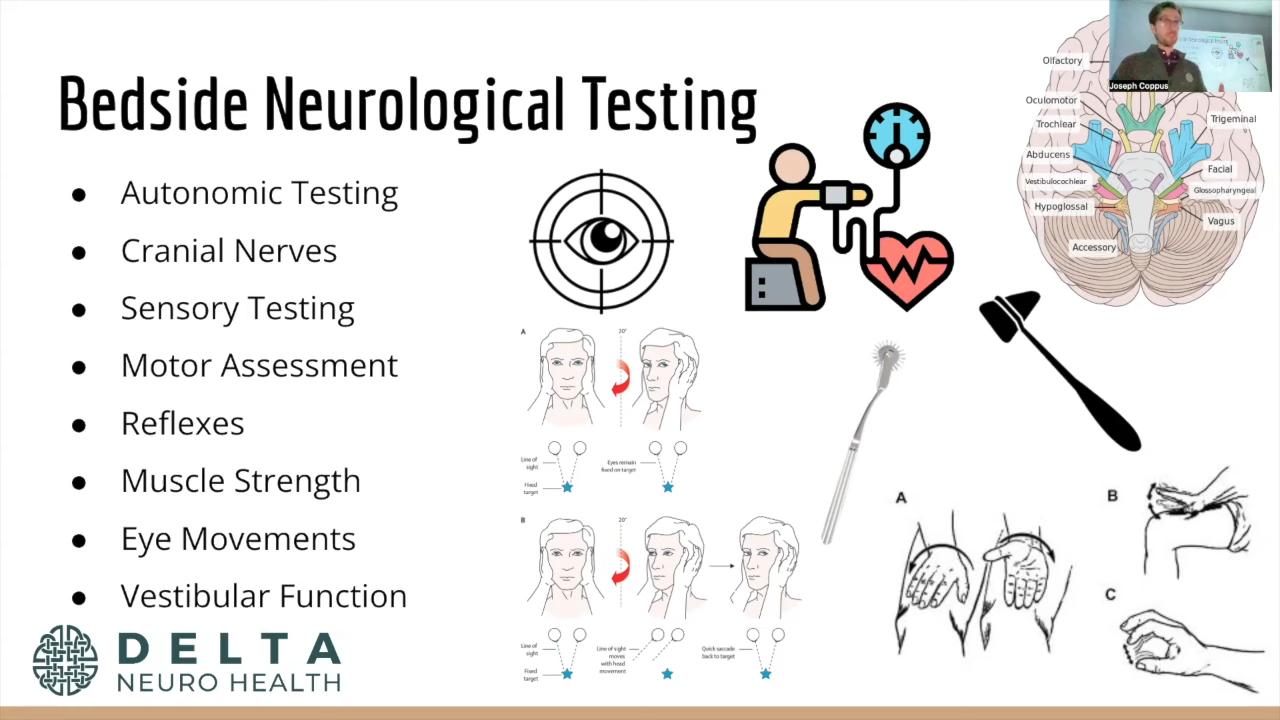 Bedside Neurological Testing
● Autonomic Testing
● Cranial Nerves
● Sensory Testing
● Motor Assessment
● Reflexes
● Muscle Strength
● Eye Movements
● Vestibular Function
DELTA
NEURO HEALTH
A
20°
Line of
sight
Fixed
target
Eyes remain
fixed on target
B
20°
Line of
sight
Fixed
target
Line of sight
moves
with head
movement
Quick saccade
back to target
Joseph Coppus
Olfactory
Oculomotor
Trochlear
Abducens
Vestibulocochlear
Hypoglossal
Accessory
Trigeminal
Facial
Glossopharyngeal
Vagus
A
B
C